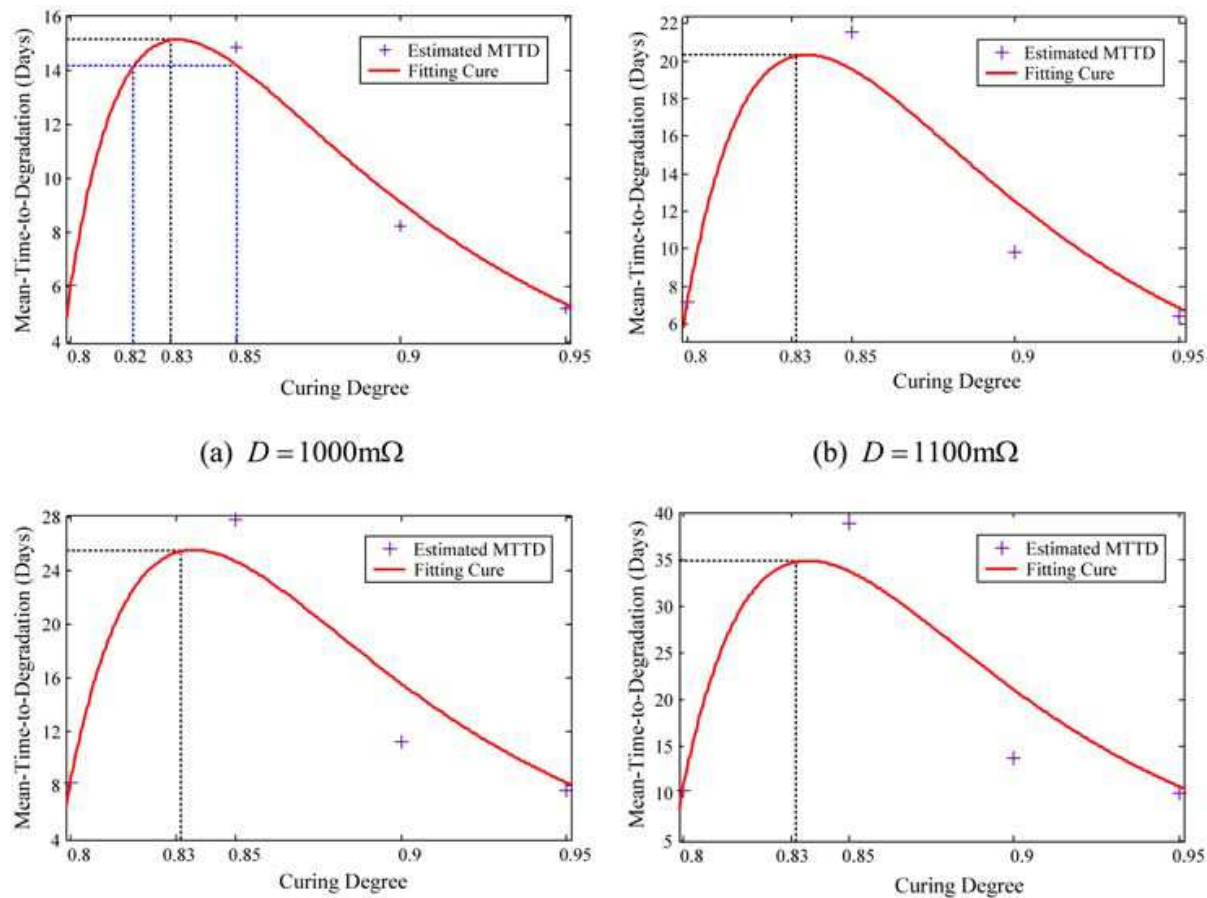 Mean-Time-to-Degradation (Days)
16
14
12
10
8
6
4
Estimated MTTD
Fitting Cure
0.8 0.82 0.83 0.85 0.9 0.95
Curing Degree
(a) D = 1000mΩ
Mean-Time-to-Degradation (Days)
22
20
18
16
14
12
10
8
6
Estimated MTTD
Fitting Cure
0.8 0.83 0.85 0.9 0.95
Curing Degree
(b) D = 1100mΩ
Mean-Time-to-Degradation (Days)
28
24
20
16
12
8
4
Estimated MTTD
Fitting Cure
0.8 0.83 0.85 0.9 0.95
Curing Degree
Mean-Time-to-Degradation (Days)
40
35
30
25
20
15
10
5
Estimated MTTD
Fitting Cure
0.8 0.83 0.85 0.9 0.95
Curing Degree